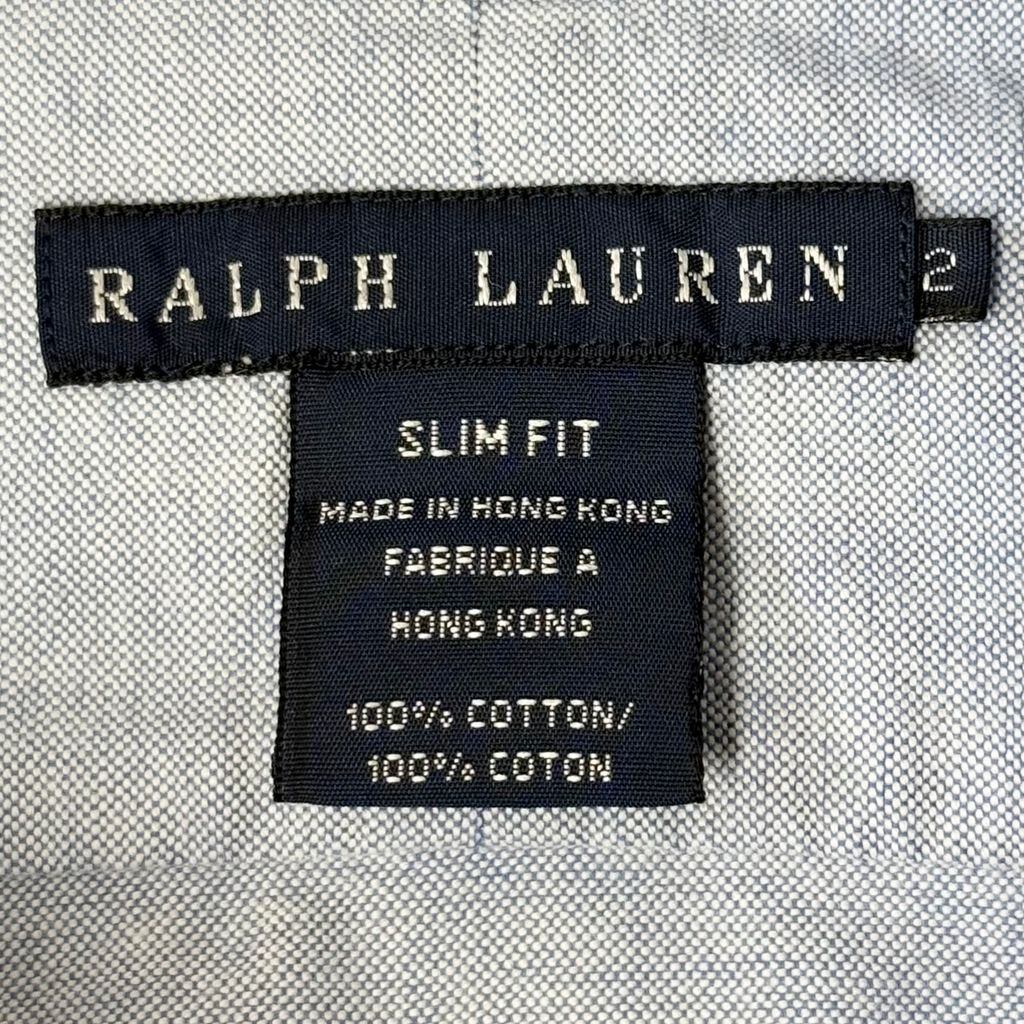 RALPH LAUREN
2
SLIM FIT
MADE IN HONG KONG
FABRIQUE A
HONG KONG
100% COTTON/
100% COTON